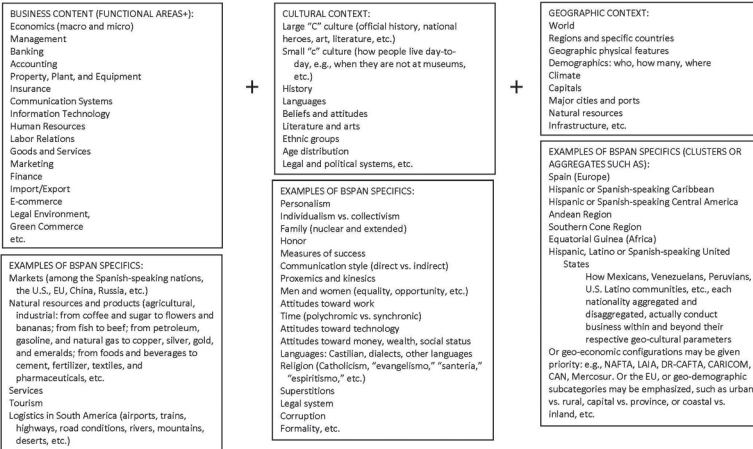 BUSINESS CONTENT (FUNCTIONAL AREAS+):
Economics (macro and micro)
Management
Banking
Accounting
Property, Plant, and Equipment
Insurance
Communication Systems
Information Technology
Human Resources
Labor Relations
Goods and Services
Marketing
Finance
Import/Export
E-commerce
Legal Environment,
Green Commerce
etc.
EXAMPLES OF BSPAN SPECIFICS:
Markets (among the Spanish-speaking nations,
the U.S., EU, China, Russia, etc.)
Natural resources and products (agricultural,
industrial: from coffee and sugar to flowers and
bananas; from fish to beef; from petroleum,
gasoline, and natural gas to copper, silver, gold,
and emeralds; from foods and beverages to
cement, fertilizer, textiles, and
pharmaceuticals, etc.
Services
Tourism
Logistics in South America (airports, trains,
highways, road conditions, rivers, mountains,
deserts, etc.)
+
CULTURAL CONTEXT:
Large "C" culture (official history, national
heroes, art, literature, etc.)
Small "c" culture (how people live day-to-
day, e.g., when they are not at museums,
etc.)
History
Languages
Beliefs and attitudes
Literature and arts
Ethnic groups
Age distribution
Legal and political systems, etc.
EXAMPLES OF BSPAN SPECIFICS:
Personalism
Individualism vs. collectivism
Family (nuclear and extended)
Honor
Measures of success
Communication style (direct vs. indirect)
Proxemics and kinesics
Men and women (equality, opportunity, etc.)
Attitudes toward work
Time (polychromic vs. synchronic)
Attitudes toward technology
Attitudes toward money, wealth, social status
Languages: Castilian, dialects, other languages
Religion (Catholicism, "evangelismo," "santeria,"
"espiritismo," etc.)
Superstitions
Legal system
Corruption
Formality, etc.
+
GEOGRAPHIC CONTEXT:
World
Regions and specific countries
Geographic physical features
Demographics: who, how many, where
Climate
Capitals
Major cities and ports
Natural resources
Infrastructure, etc.
EXAMPLES OF BSPAN SPECIFICS (CLUSTERS OR
AGGREGATES SUCH AS):
Spain (Europe)
Hispanic or Spanish-speaking Caribbean
Hispanic or Spanish-speaking Central America
Andean Region
Southern Cone Region
Equatorial Guinea (Africa)
Hispanic, Latino or Spanish-speaking United
States
How Mexicans, Venezuelans, Peruvians,
U.S. Latino communities, etc., each
nationality aggregated and
disaggregated, actually conduct
business within and beyond their
respective geo-cultural parameters
Or geo-economic configurations may be given
priority: e.g., NAFTA, LAIA, DR-CAFTA, CARICOM,
CAN, Mercosur. Or the EU, or geo-demographic
subcategories may be emphasized, such as urban
vs. rural, capital vs. province, or coastal vs.
inland, etc.